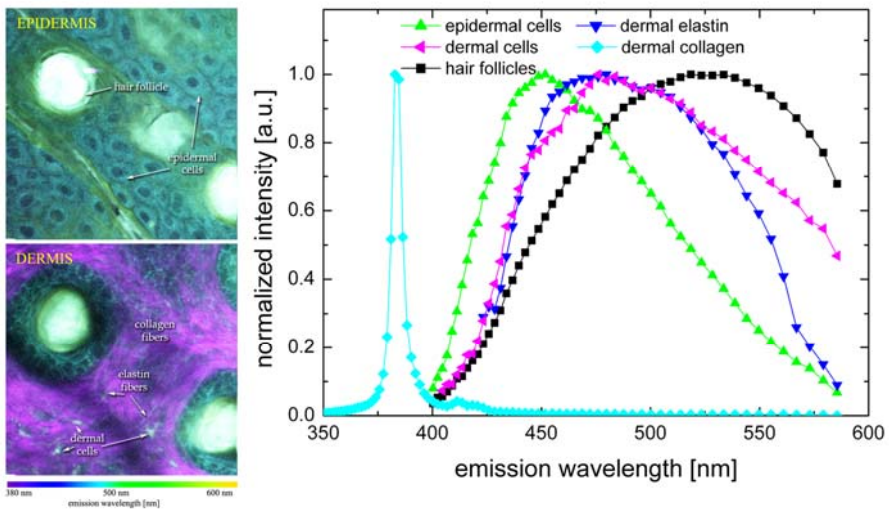 EPIDERMIS
hair follicle
epidermal
cells
DERMIS
collagen
fibers
elastin
fibers
dermal
cells
380 nm
500 nm
600 nm
emission wavelength [nm]
epidermal cells
dermal elastin
dermal cells
dermal collagen
hair follicles
1.0
0.8
0.6
0.4
0.2
0.0
normalized intensity [a.u.]
350
400
450
500
550
600
emission wavelength [nm]